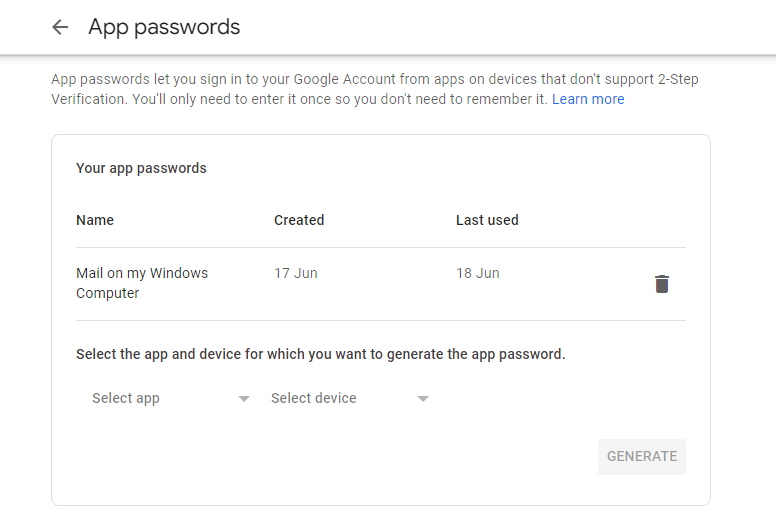 App passwords
App passwords let you sign in to your Google Account from apps on devices that don't support 2-Step
Verification. You'll only need to enter it once so you don't need to remember it. Learn more
Your app passwords
Name Created Last used
Mail on my Windows 17 Jun 18 Jun
Computer
Select the app and device for which you want to generate the app password.
Select app Select device
GENERATE